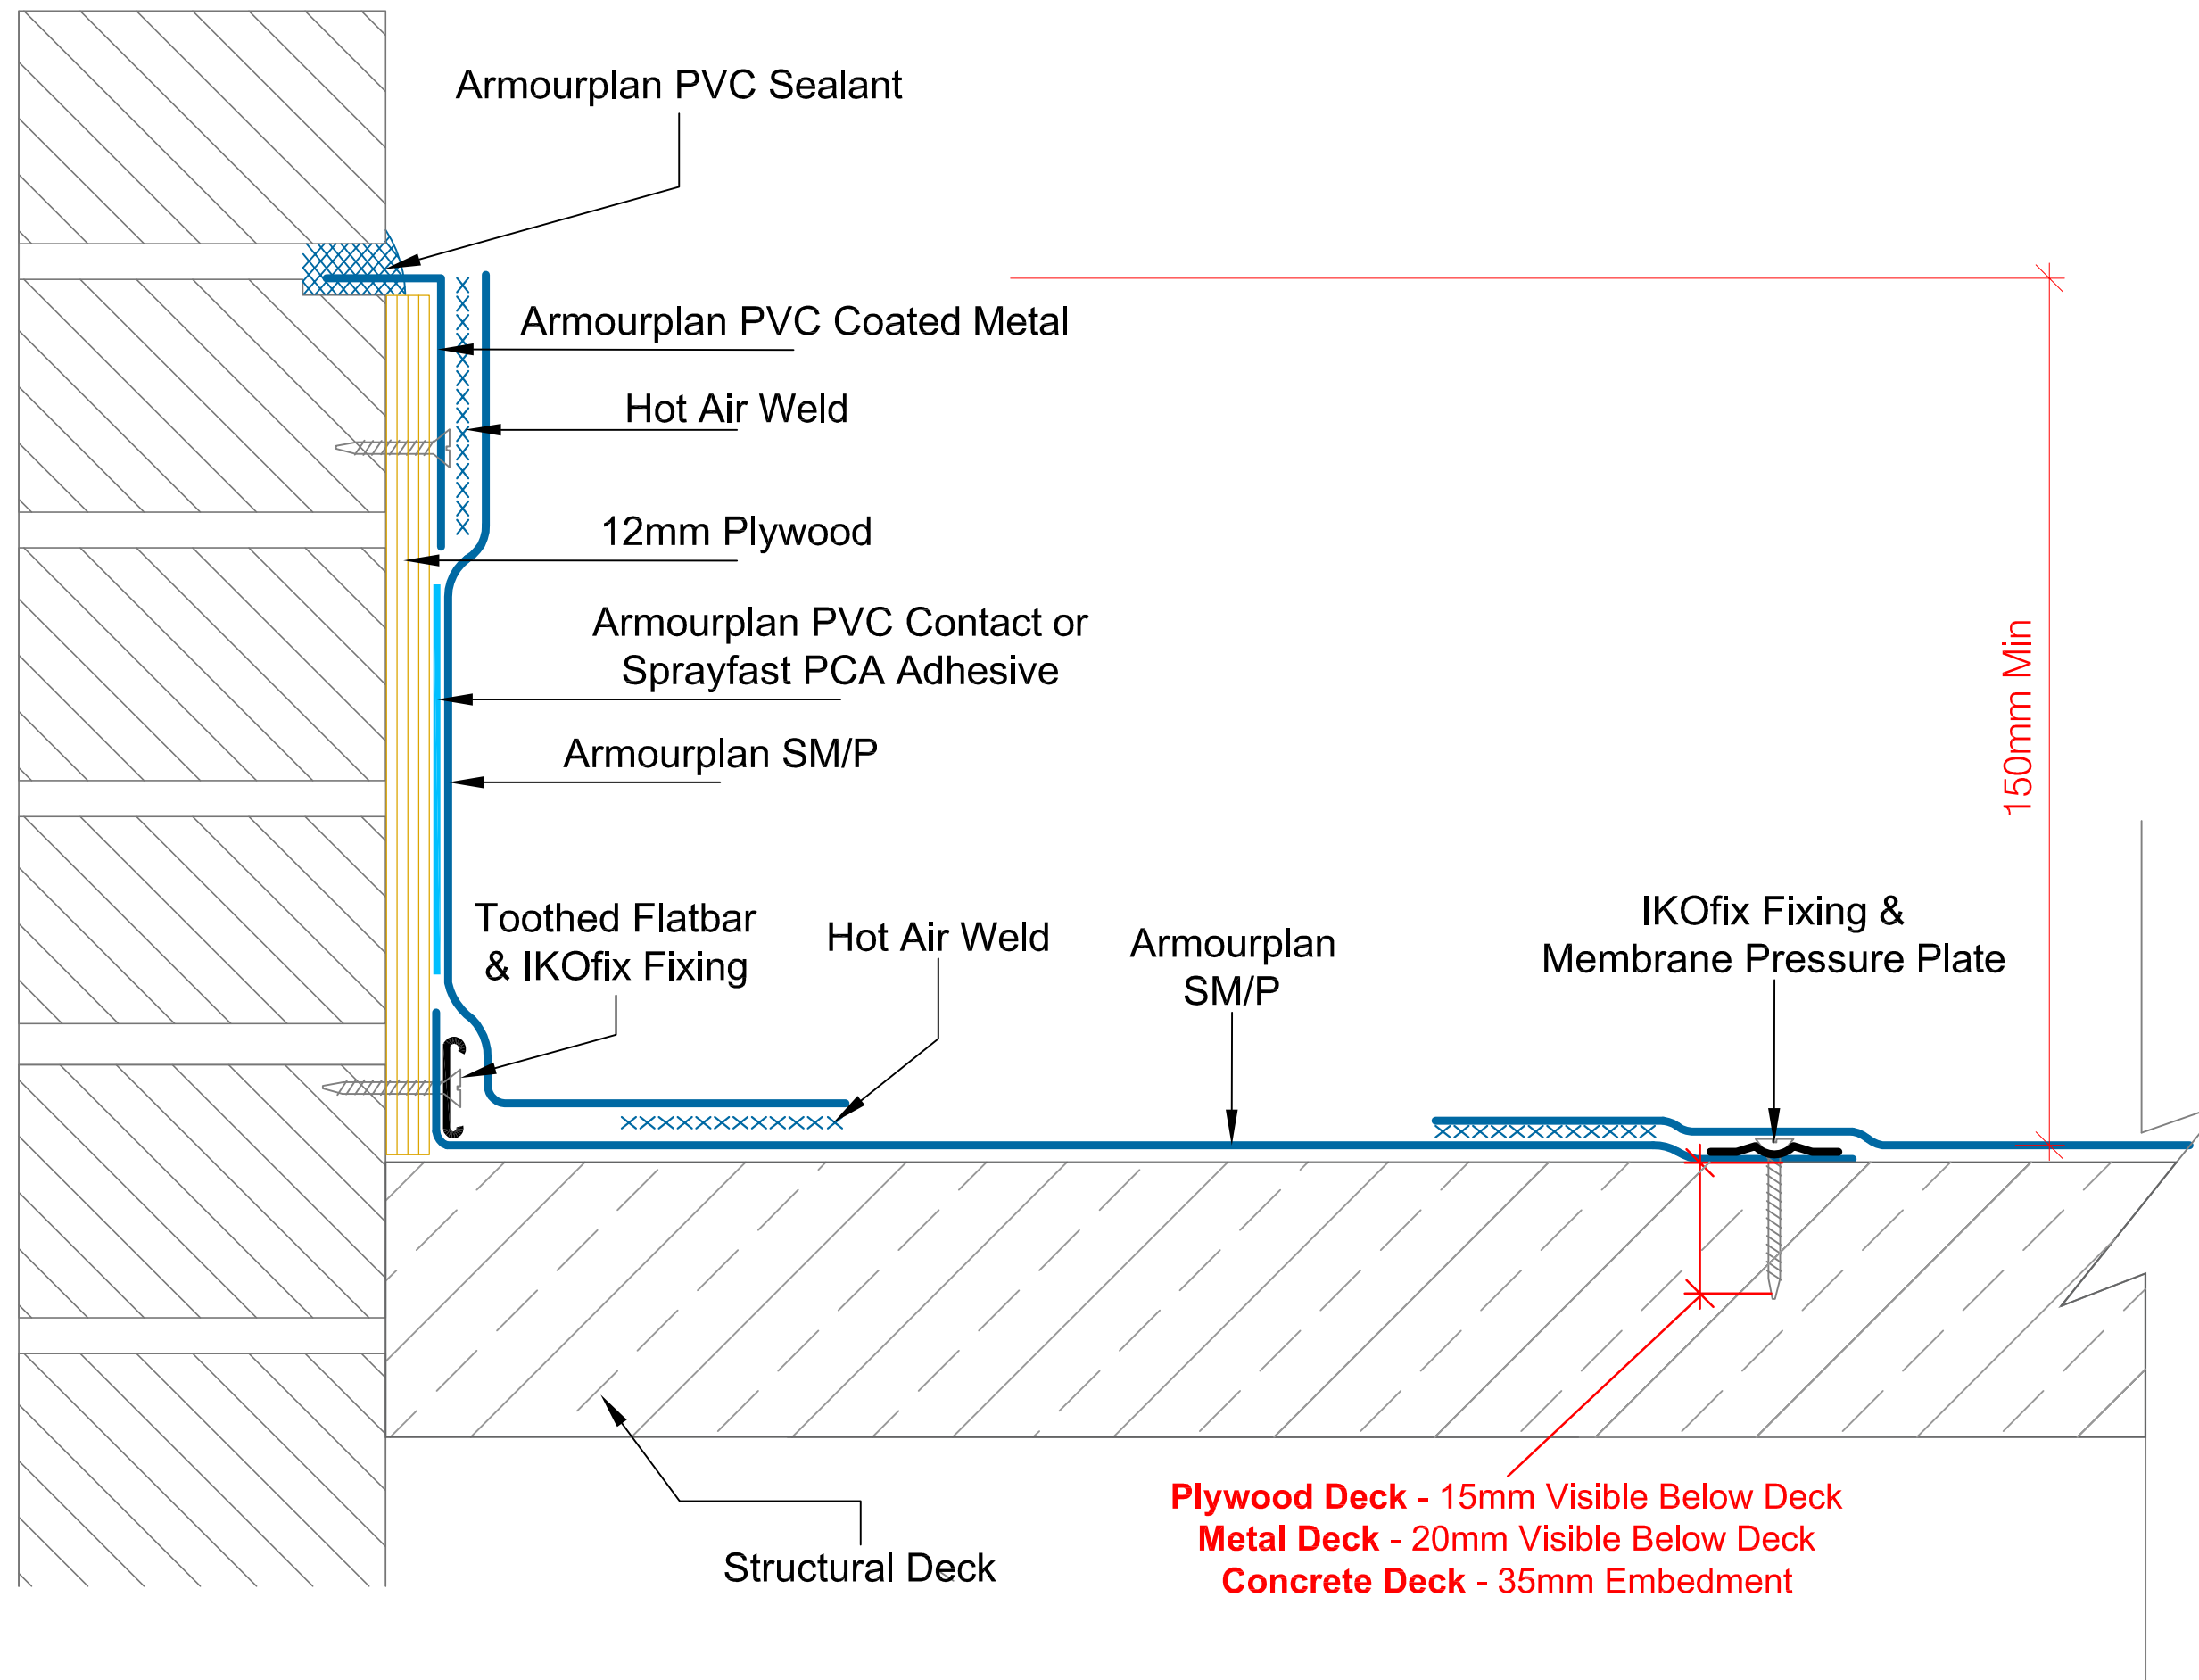 Armourplan PVC Sealant
Armourplan PVC Coated Metal
Hot Air Weld
12mm Plywood
Armourplan PVC Contact or
Sprayfast PCA Adhesive
Armourplan SM/P
150mm Min
Toothed Flatbar
& IKOfix Fixing
Hot Air Weld
Armourplan
SM/P
IKOfix Fixing &
Membrane Pressure Plate
Structural Deck
Plywood Deck - 15mm Visible Below Deck
Metal Deck - 20mm Visible Below Deck
Concrete Deck - 35mm Embedment